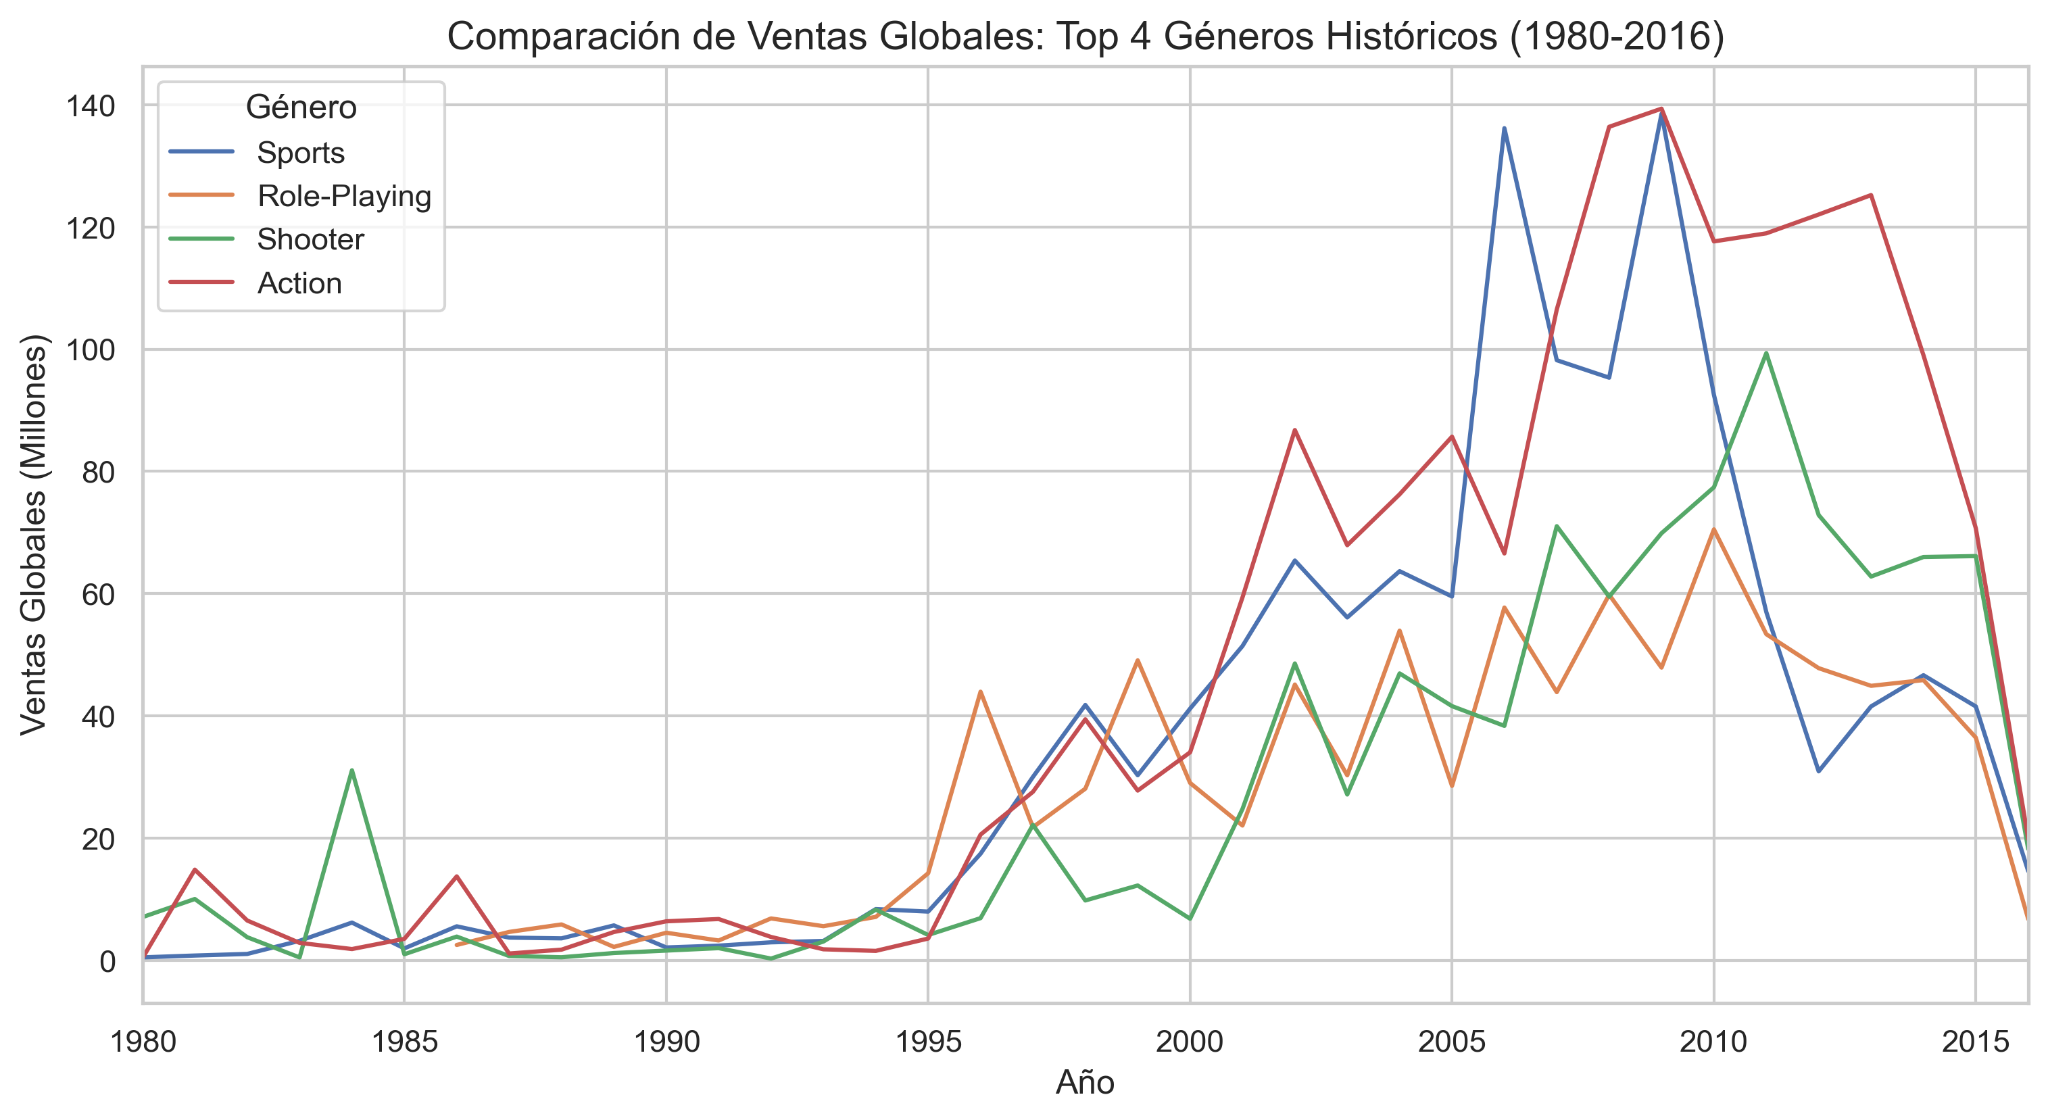 Comparación de Ventas Globales: Top 4 Géneros Históricos (1980-2016)
Género
Sports
Role-Playing
Shooter
Action
Ventas Globales (Millones)
140
120
100
80
60
40
20
0
1980 1985 1990 1995 2000 2005 2010 2015
Año